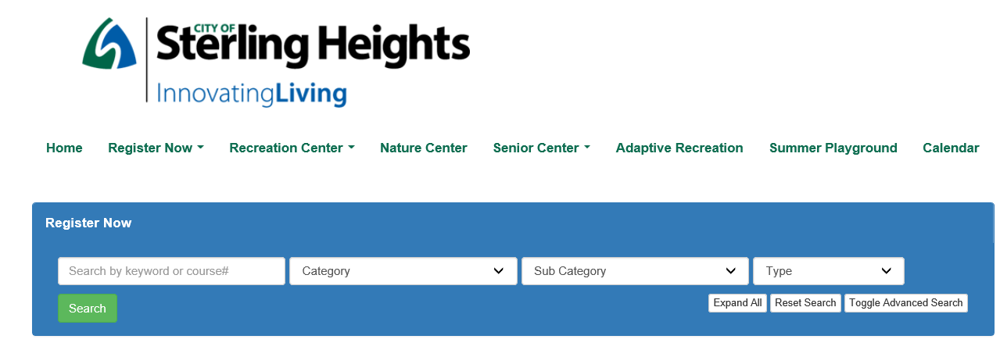 CITY OF
Sterling Heights
InnovatingLiving
Home Register Now Recreation Center Nature Center Senior Center Adaptive Recreation Summer Playground Calendar
Register Now
Search by keyword or course# Category Sub Category Type
Search Expand All Reset Search Toggle Advanced Search